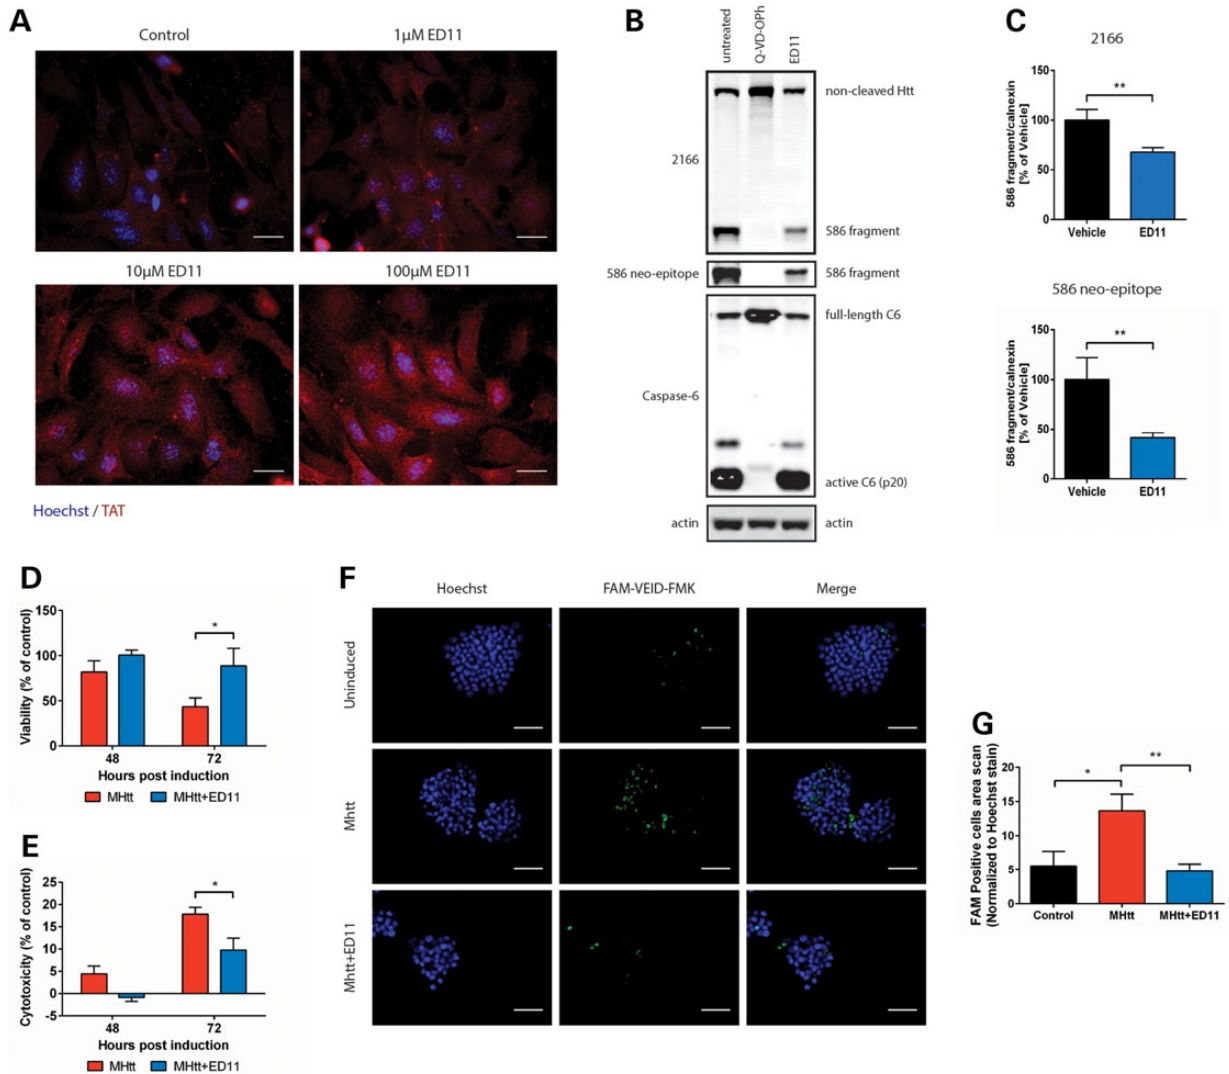 A
Control
1µM ED11
10µM ED11
100µM ED11
Hoechst / TAT
B
untreated
Q-VD-OPh
ED11
non-cleaved Htt
2166
586 fragment
586 neo-epitope
586 fragment
full-length C6
Caspase-6
active C6 (p20)
actin
actin
C
2166
586 fragment/calnexin
[% of Vehicle]
150
100
50
0
**
Vehicle
ED11
586 neo-epitope
586 fragment/calnexin
[% of Vehicle]
150
100
50
0
**
Vehicle
ED11
D
Viability (% of control)
150
100
50
0
*
48
72
Hours post induction
MHtt
MHtt+ED11
E
Cytotoxicity (% of control)
25
20
15
10
5
0
-5
*
48
72
Hours post induction
MHtt
MHtt+ED11
F
Hoechst
FAM-VEID-FMK
Merge
Uninduced
Mhtt
Mhtt+ED11
G
FAM Positive cells area scan
(Normalized to Hoechst stain)
20
15
10
5
0
*
**
Control
MHtt
MHtt+ED11